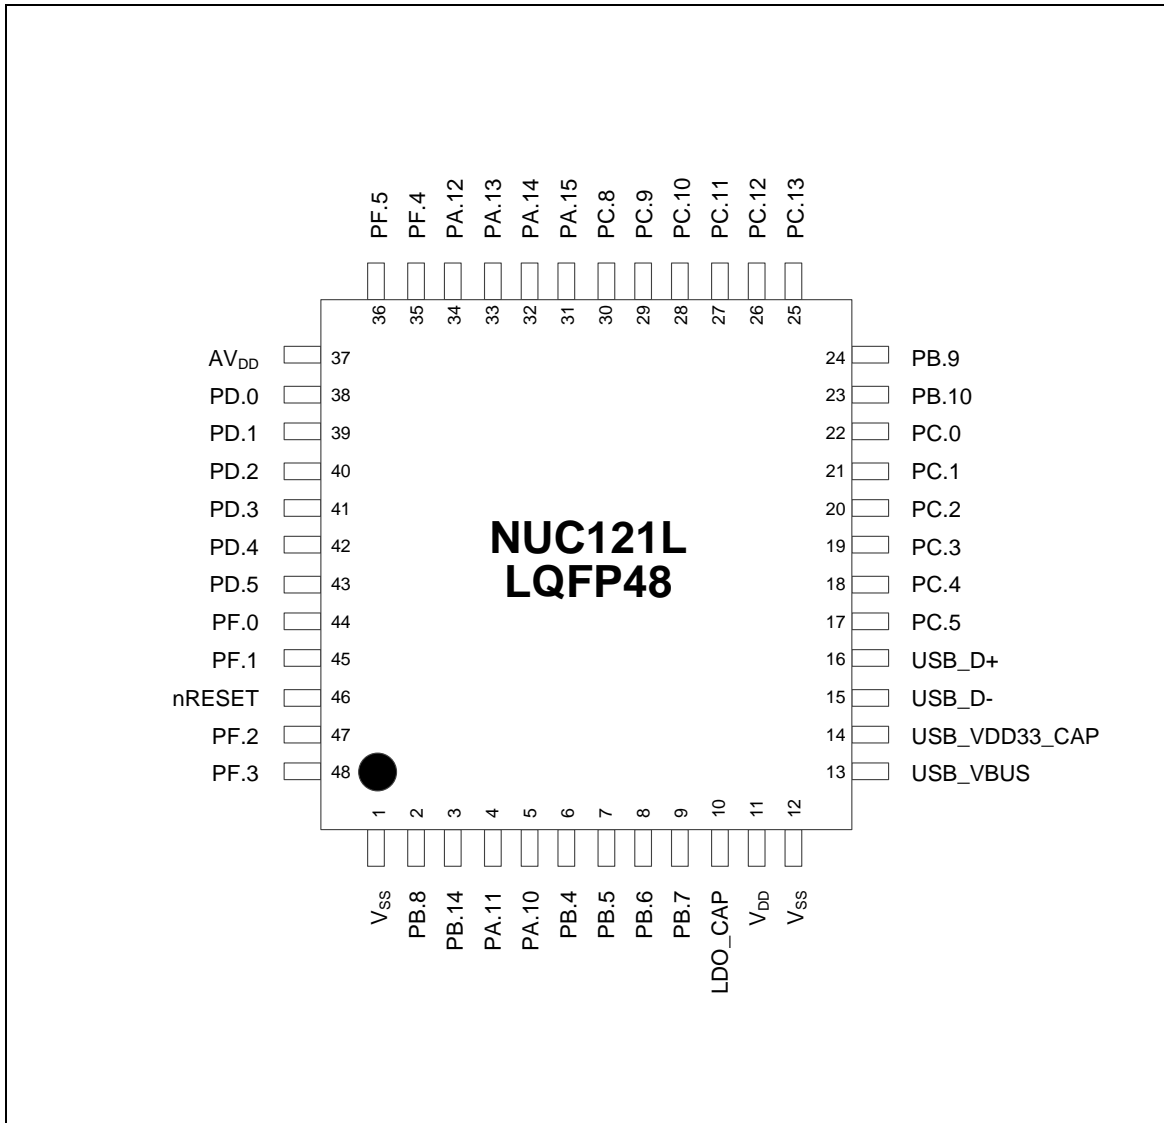 PF.5
PF.4
PA.12
PA.13
PA.14
PA.15
PC.8
PC.9
PC.10
PC.11
PC.12
PC.13
36
35
34
33
32
31
30
29
28
27
26
25
AVDD 37
PD.0 38
PD.1 39
PD.2 40
PD.3 41
PD.4 42
PD.5 43
PF.0 44
PF.1 45
nRESET 46
PF.2 47
PF.3 48
NUC121L
LQFP48
24 PB.9
23 PB.10
22 PC.0
21 PC.1
20 PC.2
19 PC.3
18 PC.4
17 PC.5
16 USB_D+
15 USB_D-
14 USB_VDD33_CAP
13 USB_VBUS
1
2
3
4
5
6
7
8
9
10
11
12
VSS
PB.8
PB.14
PA.11
PA.10
PB.4
PB.5
PB.6
PB.7
LDO_CAP
VDD
VSS